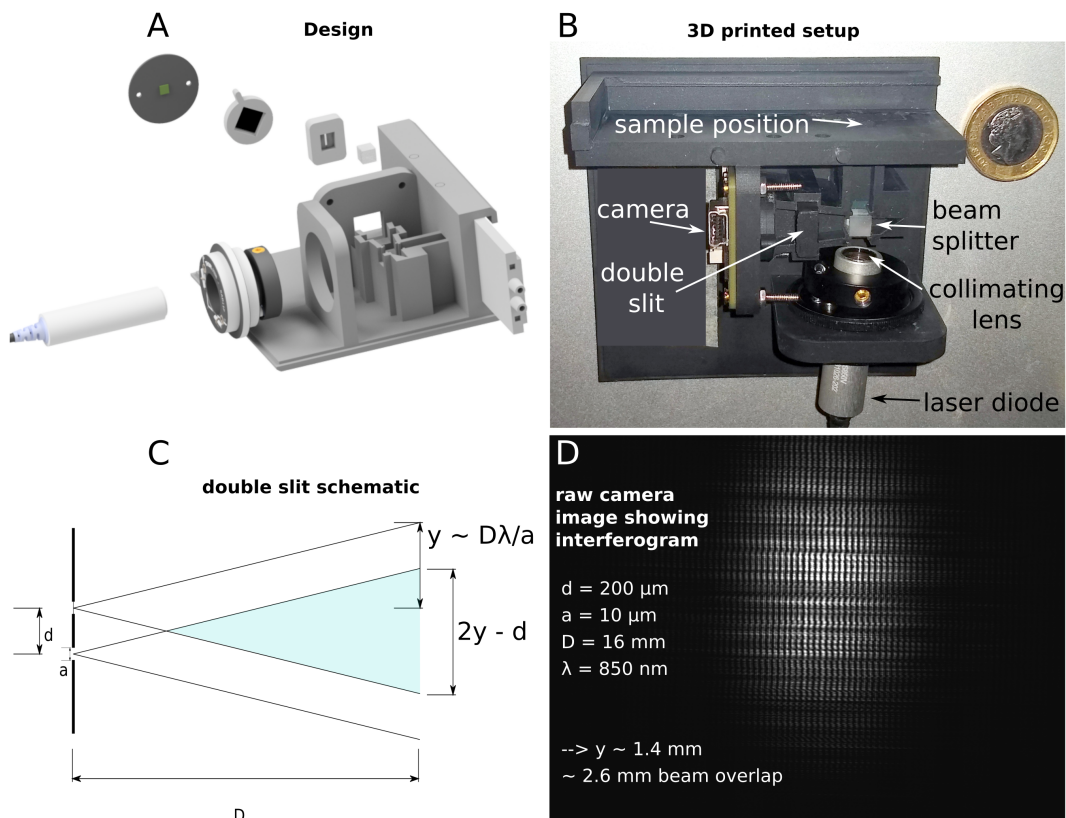 A
Design
B
3D printed setup
sample position
camera
double
slit
beam
splitter
collimating
lens
laser diode
C
double slit schematic
y ~ Dλ/a
2y - d
d
a
D
D
raw camera
image showing
interferogram
d = 200 µm
a = 10 µm
D = 16 mm
λ = 850 nm
--> y ~ 1.4 mm
~ 2.6 mm beam overlap